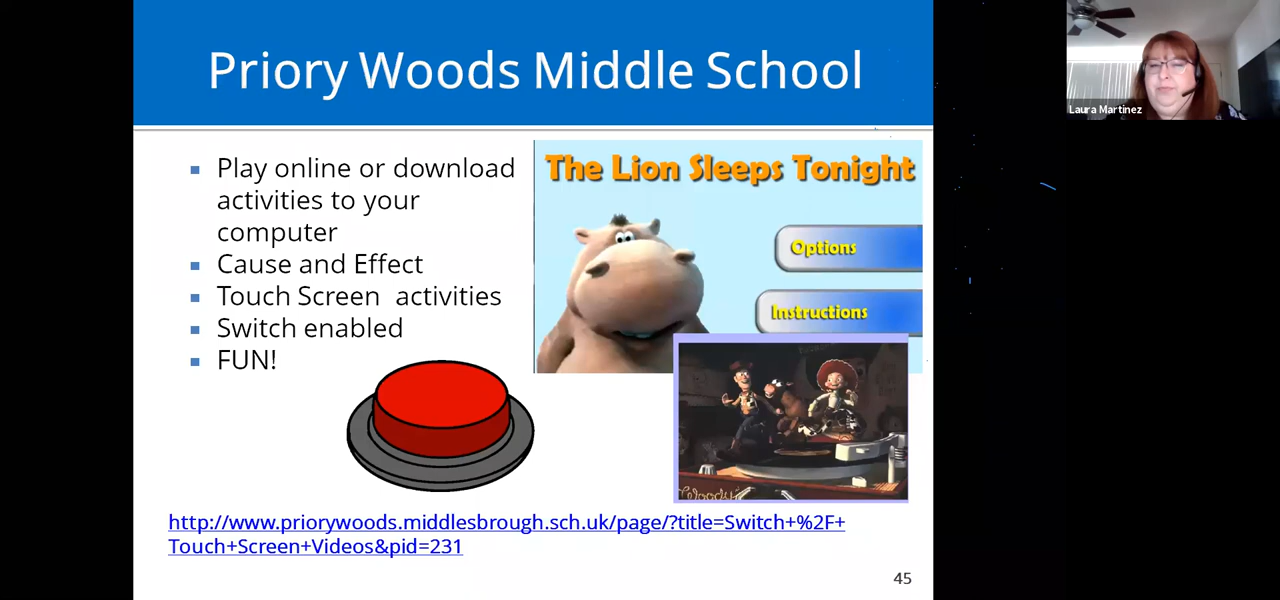 Priory Woods Middle School
Play online or download
activities to your
computer
Cause and Effect
Touch Screen activities
Switch enabled
FUN!
The Lion Sleeps Tonight
Options
Instructions
Woody
http://www.priorywoods.middlesbrough.sch.uk/page/?title=Switch+%2F+
Touch+Screen+Videos&pid=231
45
Laura Martinez